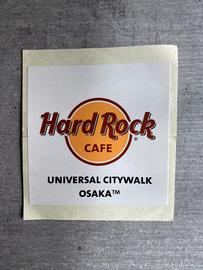 Hard Rock
CAFE
®
UNIVERSAL CITYWALK
OSAKA™